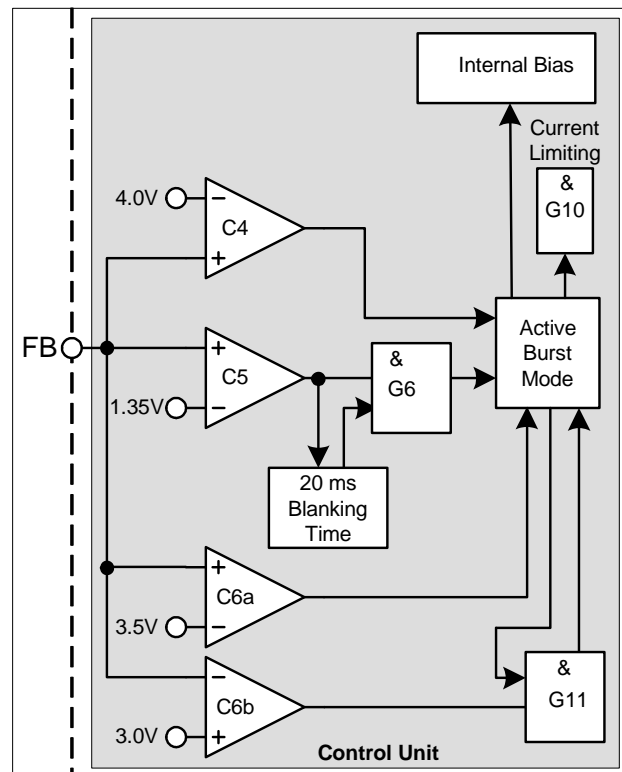 Internal Bias
Current
Limiting
&
G10
4.0V
−
C4
+
FB
+
C5
−
1.35V
&
G6
Active
Burst
Mode
20 ms
Blanking
Time
+
C6a
−
3.5V
−
C6b
+
3.0V
&
G11
Control Unit